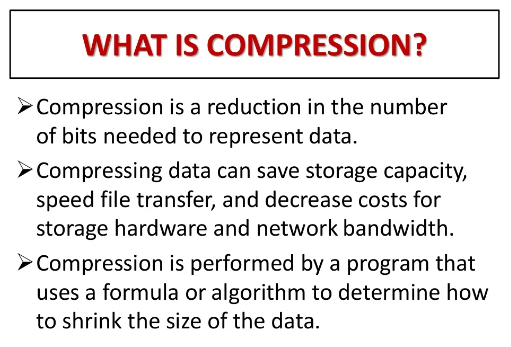 WHAT IS COMPRESSION?
➢Compression is a reduction in the number
of bits needed to represent data.
➢Compressing data can save storage capacity,
speed file transfer, and decrease costs for
storage hardware and network bandwidth.
➢Compression is performed by a program that
uses a formula or algorithm to determine how
to shrink the size of the data.